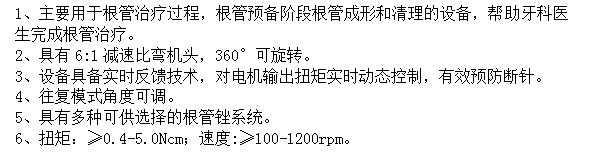 1、主要用于根管治疗过程，根管预备阶段根管成形和清理的设备，帮助牙科医
生完成根管治疗。
2、具有6:1减速比弯机头，360°可旋转。
3、设备具备实时反馈技术，对电机输出扭矩实时动态控制，有效预防断针。
4、往复模式角度可调。
5、具有多种可供选择的根管锉系统。
6、扭矩：≥0.4-5.0Ncm；速度:≥100-1200rpm。